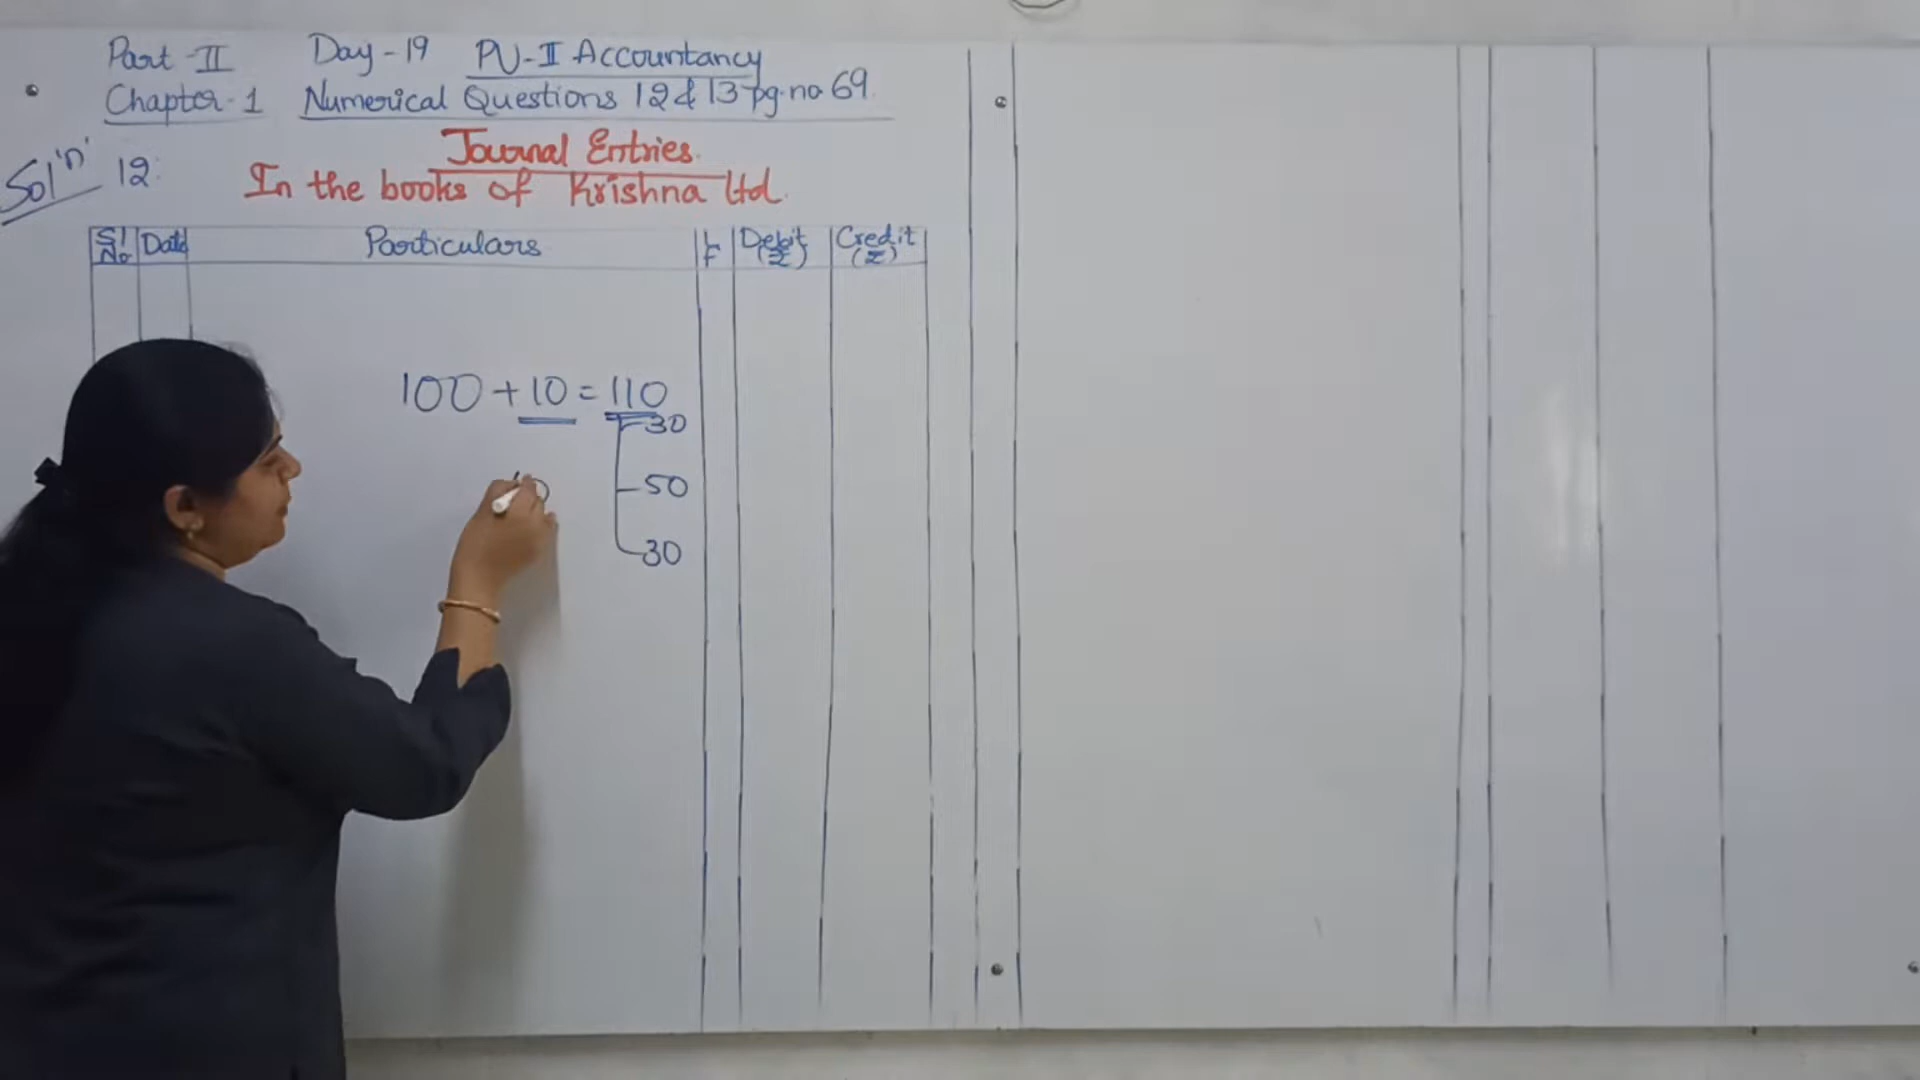 Part-II Day-19 PU-II Accountancy
Chapter-1 Numerical Questions 12 & 13 pg.no 69.
Journal Entries.
Sol'n' 12: In the books of Krishna Ltd.
Sl No Date Particulars LF Debit (₹) Credit (₹)
100 + 10 = 110
30
50
30